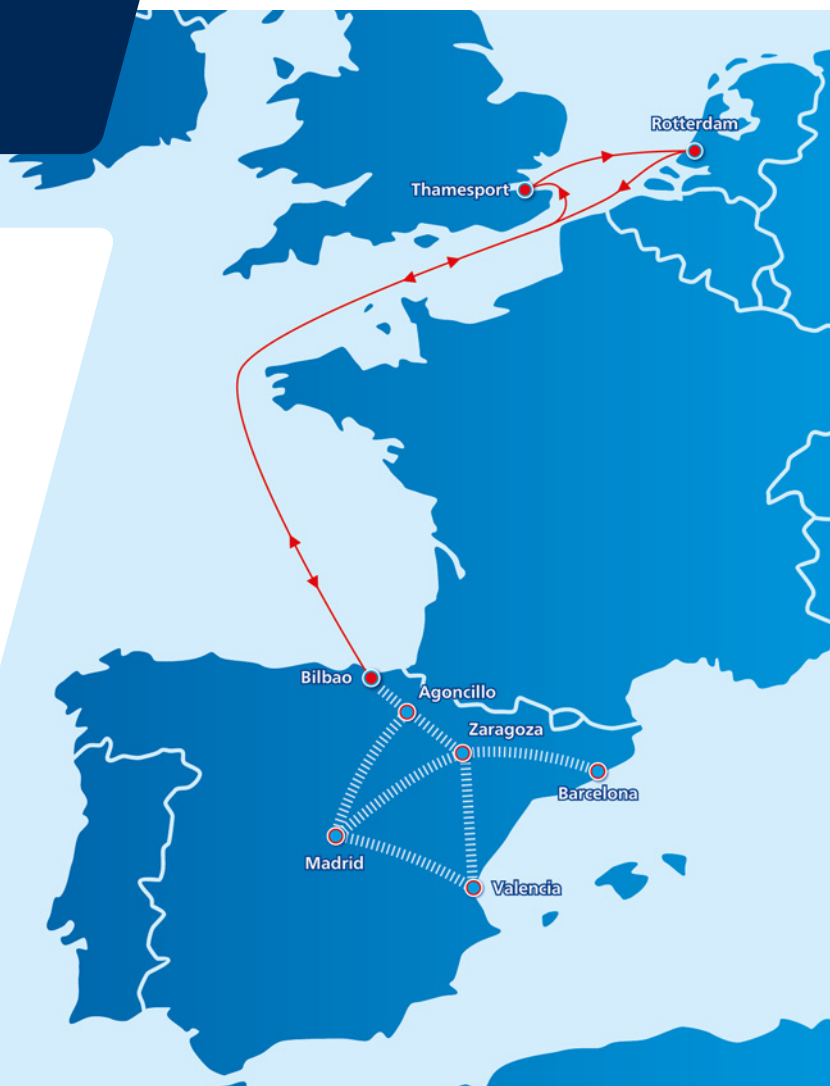 Rotterdam
Thamesport
Bilbao
Agoncillo
Zaragoza
Barcelona
Madrid
Valencia